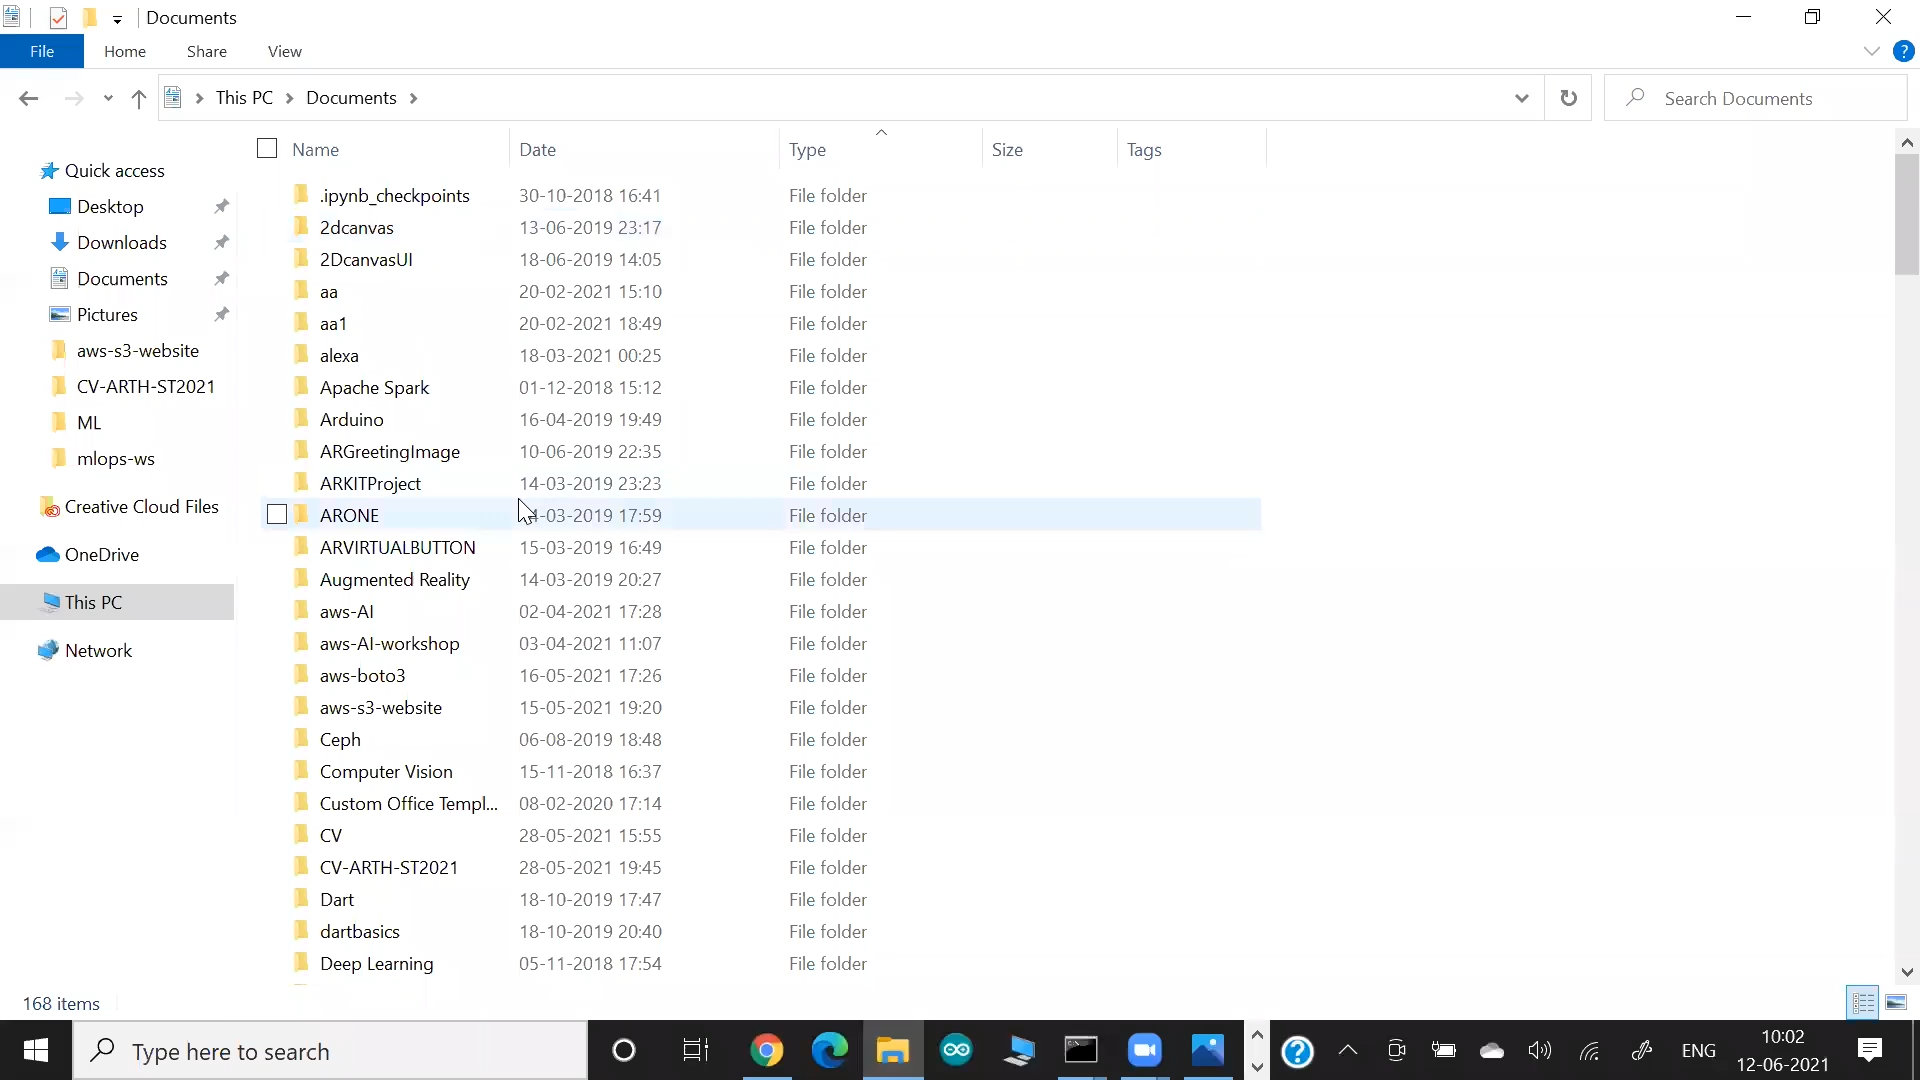 Documents
File Home Share View
This PC Documents Search Documents
Name Date Type Size Tags
Quick access
Desktop
Downloads
Documents
Pictures
aws-s3-website
CV-ARTH-ST2021
ML
mlops-ws
Creative Cloud Files
OneDrive
This PC
Network
.ipynb_checkpoints 30-10-2018 16:41 File folder
2dcanvas 13-06-2019 23:17 File folder
2DcanvasUI 18-06-2019 14:05 File folder
aa 20-02-2021 15:10 File folder
aa1 20-02-2021 18:49 File folder
alexa 18-03-2021 00:25 File folder
Apache Spark 01-12-2018 15:12 File folder
Arduino 16-04-2019 19:49 File folder
ARGreetingImage 10-06-2019 22:35 File folder
ARKITProject 14-03-2019 23:23 File folder
ARONE 14-03-2019 17:59 File folder
ARVIRTUALBUTTON 15-03-2019 16:49 File folder
Augmented Reality 14-03-2019 20:27 File folder
aws-AI 02-04-2021 17:28 File folder
aws-AI-workshop 03-04-2021 11:07 File folder
aws-boto3 16-05-2021 17:26 File folder
aws-s3-website 15-05-2021 19:20 File folder
Ceph 06-08-2019 18:48 File folder
Computer Vision 15-11-2018 16:37 File folder
Custom Office Templ... 08-02-2020 17:14 File folder
CV 28-05-2021 15:55 File folder
CV-ARTH-ST2021 28-05-2021 19:45 File folder
Dart 18-10-2019 17:47 File folder
dartbasics 18-10-2019 20:40 File folder
Deep Learning 05-11-2018 17:54 File folder
168 items
Type here to search
ENG
10:02
12-06-2021